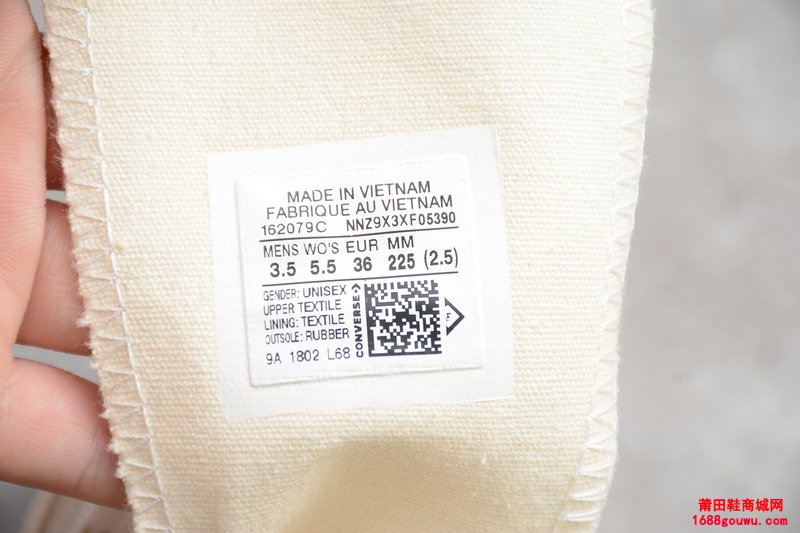 MADE IN VIETNAM
FABRIQUE AU VIETNAM
162079C NNZ9X3XF05390
MENS WO'S EUR MM
3.5 5.5 36 225 (2.5)
GENDER: UNISEX
UPPER TEXTILE
LINING: TEXTILE
OUTSOLE: RUBBER
9A 1802 L68
CONVERSE
E
莆田鞋商城网
1688gouwu.com